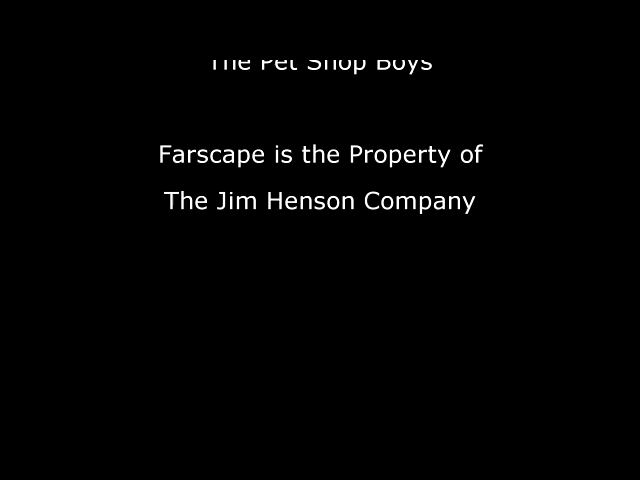 The Pet Shop Boys
Farscape is the Property of
The Jim Henson Company